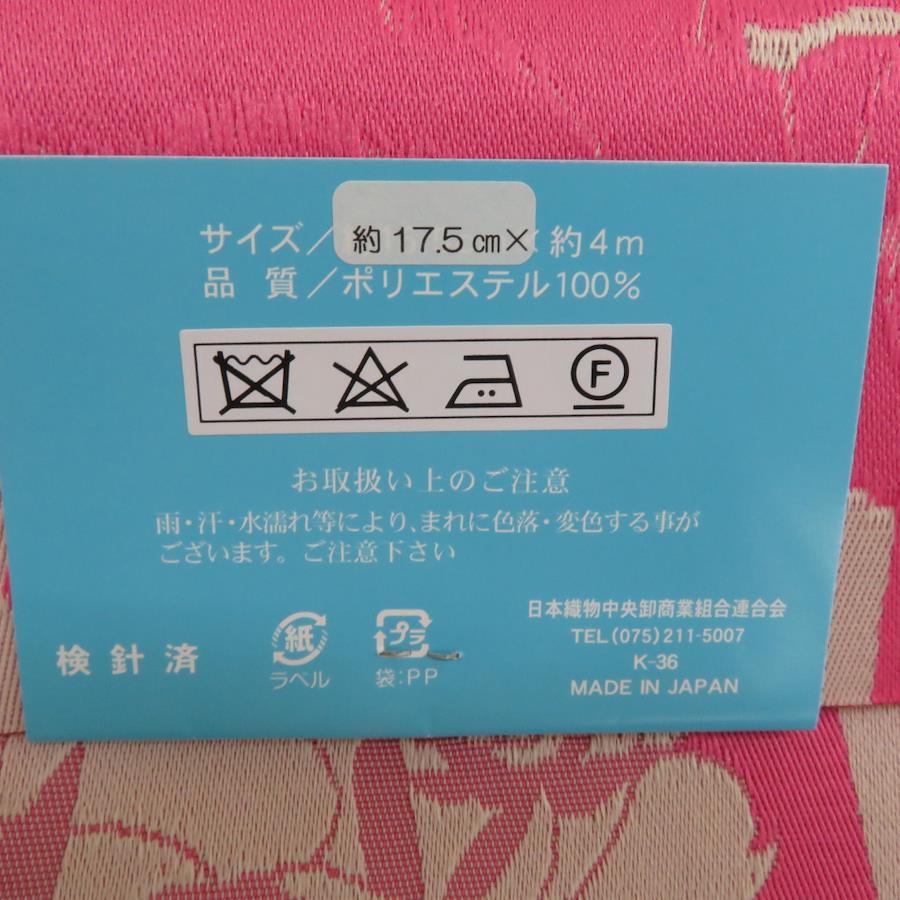 サイズ／約17.5㎝×約4m
品質／ポリエステル100%
F
お取扱い上のご注意
雨・汗・水濡れ等により、まれに色落・変色する事が
ございます。ご注意下さい
検針済
紙
ラベル
プラ
袋:PP
日本織物中央卸商業組合連合会
TEL(075)211-5007
K-36
MADE IN JAPAN